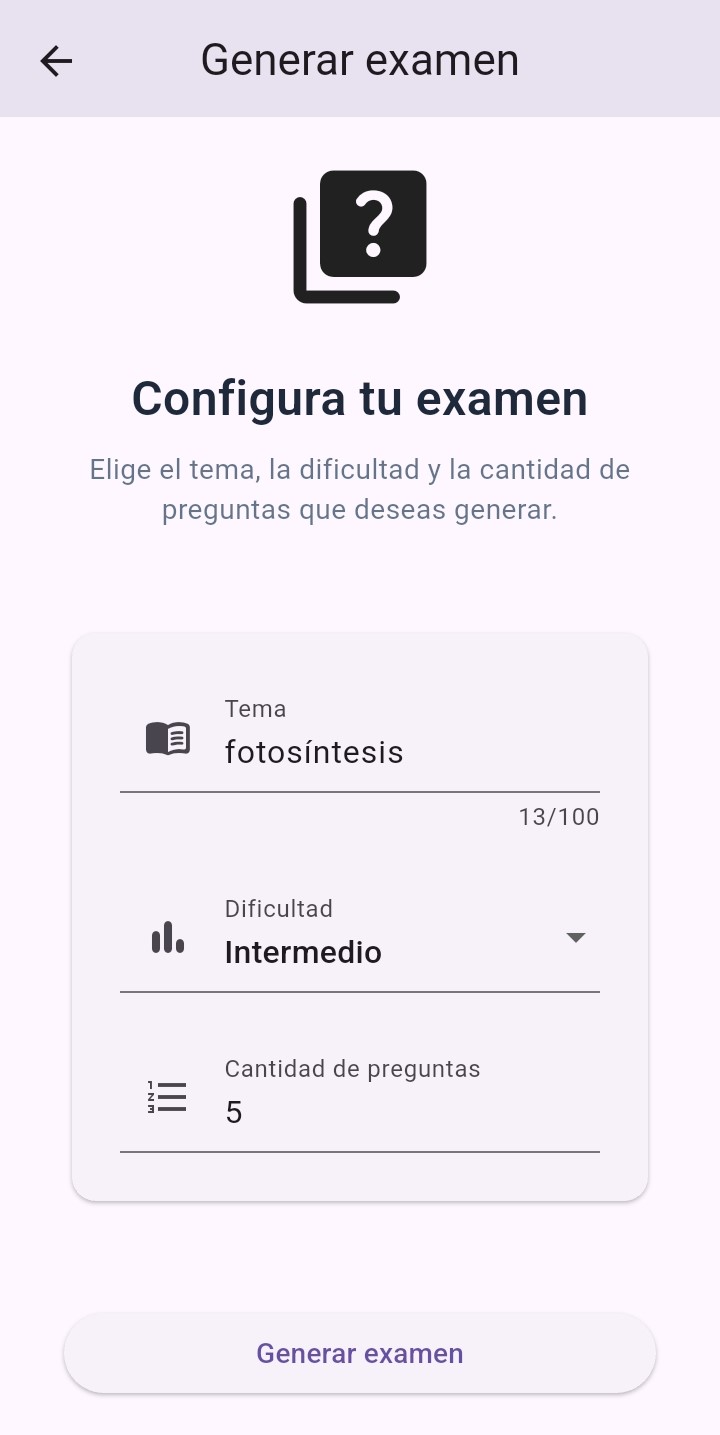 Generar examen
?
Configura tu examen
Elige el tema, la dificultad y la cantidad de
preguntas que deseas generar.
Tema
fotosíntesis
13/100
Dificultad
Intermedio
Cantidad de preguntas
5
Generar examen